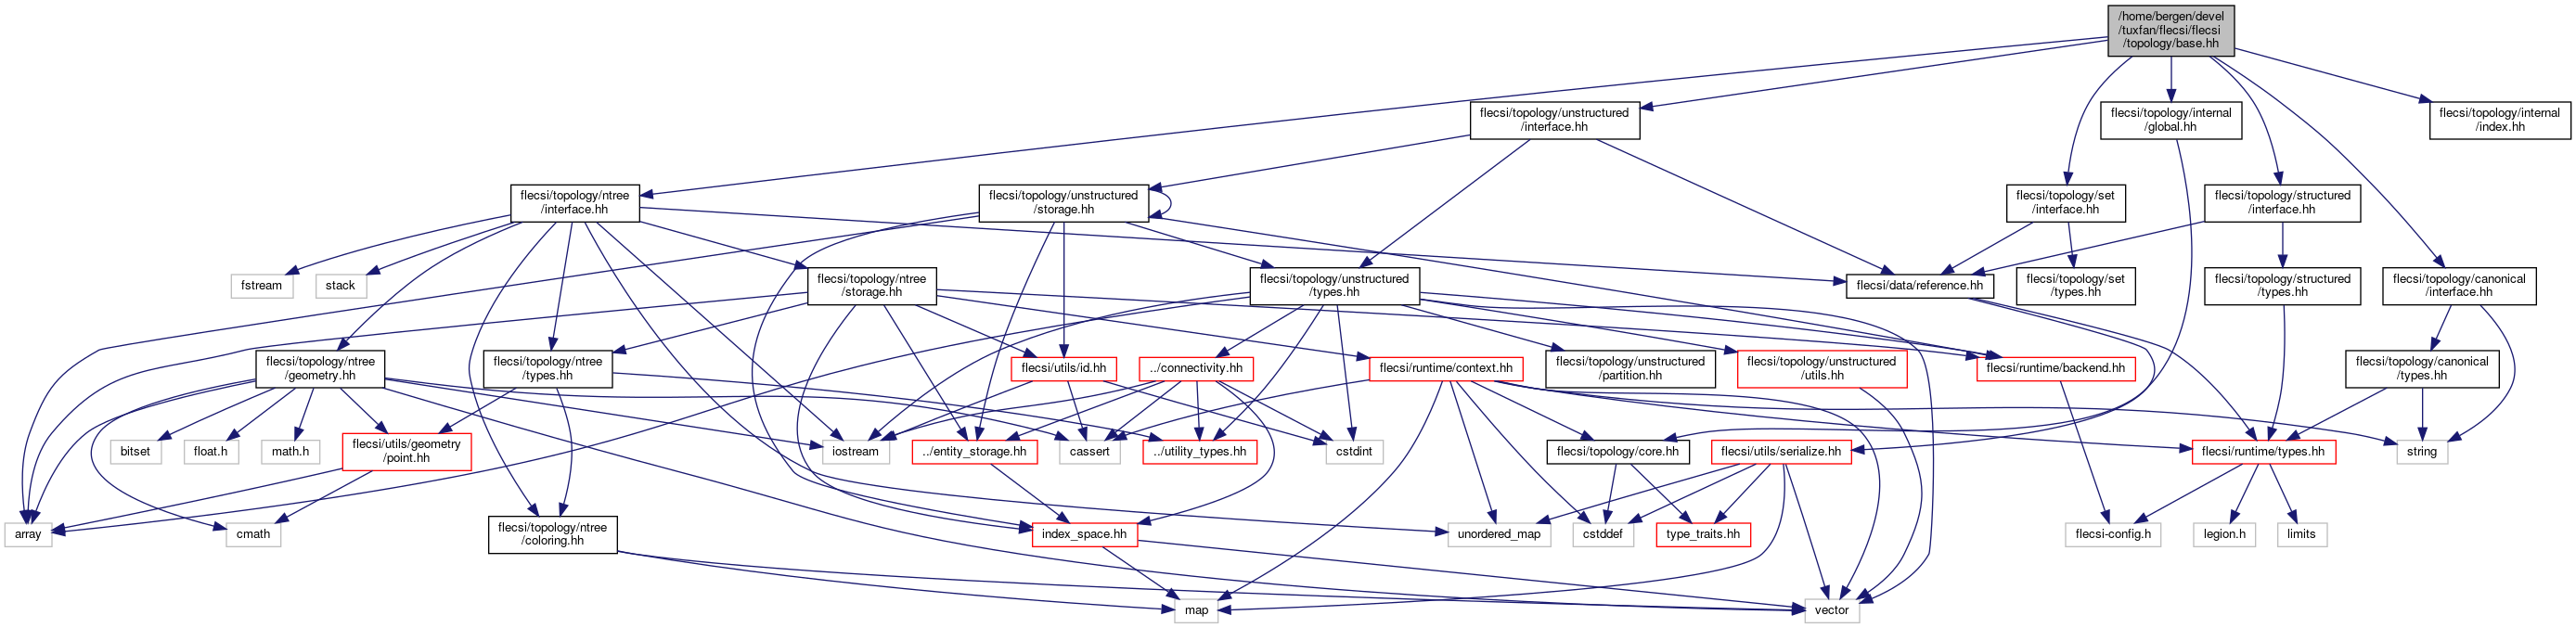 /home/bergen/devel
/tuxfan/flecsi/flecsi
/topology/base.hh
flecsi/topology/unstructured
/interface.hh
flecsi/topology/internal
/global.hh
flecsi/topology/internal
/index.hh
flecsi/topology/ntree
/interface.hh
flecsi/topology/unstructured
/storage.hh
flecsi/topology/set
/interface.hh
flecsi/topology/structured
/interface.hh
fstream
stack
flecsi/topology/ntree
/storage.hh
flecsi/topology/unstructured
/types.hh
flecsi/data/reference.hh
flecsi/topology/set
/types.hh
flecsi/topology/structured
/types.hh
flecsi/topology/canonical
/interface.hh
flecsi/topology/ntree
/geometry.hh
flecsi/topology/ntree
/types.hh
flecsi/utils/id.hh
../connectivity.hh
flecsi/runtime/context.hh
flecsi/topology/unstructured
/partition.hh
flecsi/topology/unstructured
/utils.hh
flecsi/runtime/backend.hh
flecsi/topology/canonical
/types.hh
bitset
float.h
math.h
flecsi/utils/geometry
/point.hh
iostream
../entity_storage.hh
cassert
../utility_types.hh
cstdint
flecsi/topology/core.hh
flecsi/utils/serialize.hh
flecsi/runtime/types.hh
string
array
cmath
flecsi/topology/ntree
/coloring.hh
index_space.hh
unordered_map
cstddef
type_traits.hh
flecsi-config.h
legion.h
limits
map
vector